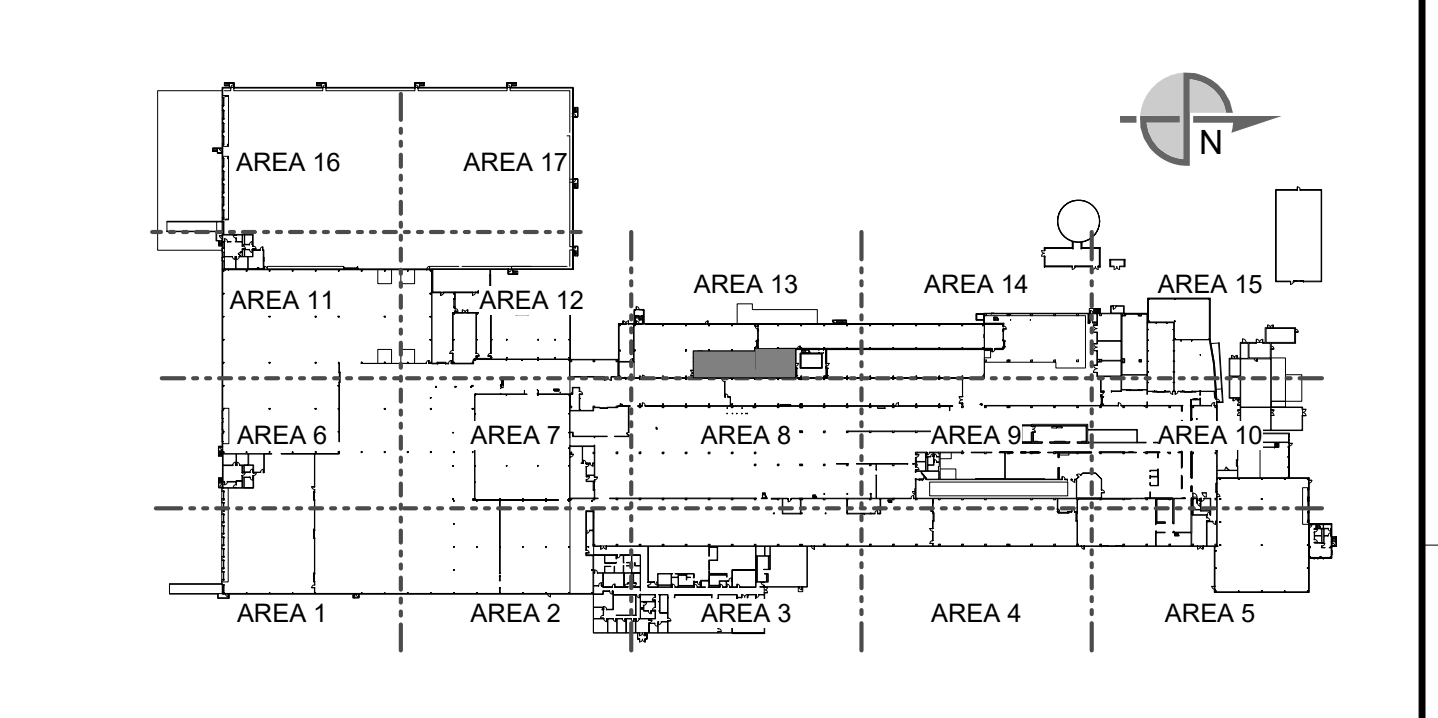 N
AREA 16
AREA 17
AREA 13
AREA 14
AREA 15
AREA 11
AREA 12
AREA 6
AREA 7
AREA 8
AREA 9
AREA 10
AREA 1
AREA 2
AREA 3
AREA 4
AREA 5